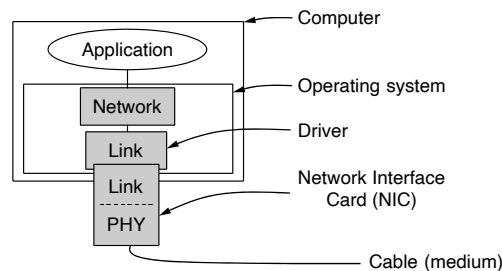 Computer
Application
Operating system
Network
Driver
Link
Link
Network Interface
Card (NIC)
PHY
Cable (medium)